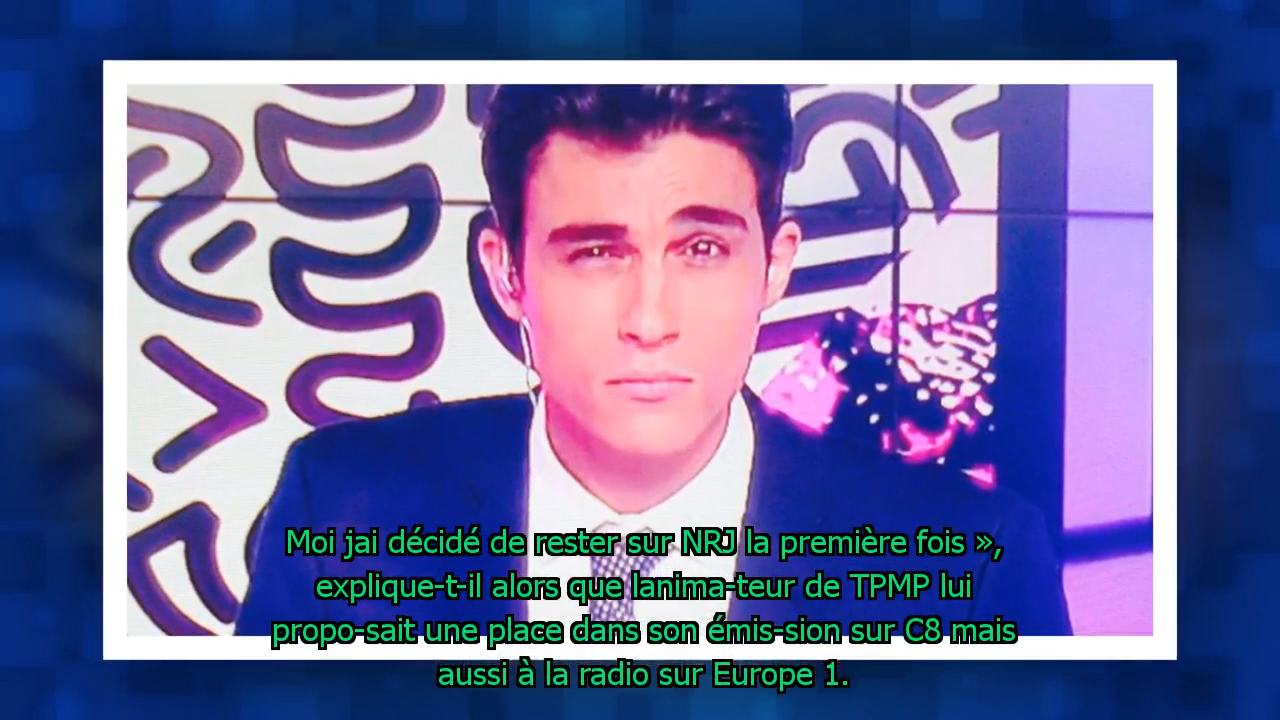 Moi jai décidé de rester sur NRJ la première fois »,
explique-t-il alors que lanima-teur de TPMP lui
propo-sait une place dans son émis-sion sur C8 mais
aussi à la radio sur Europe 1.